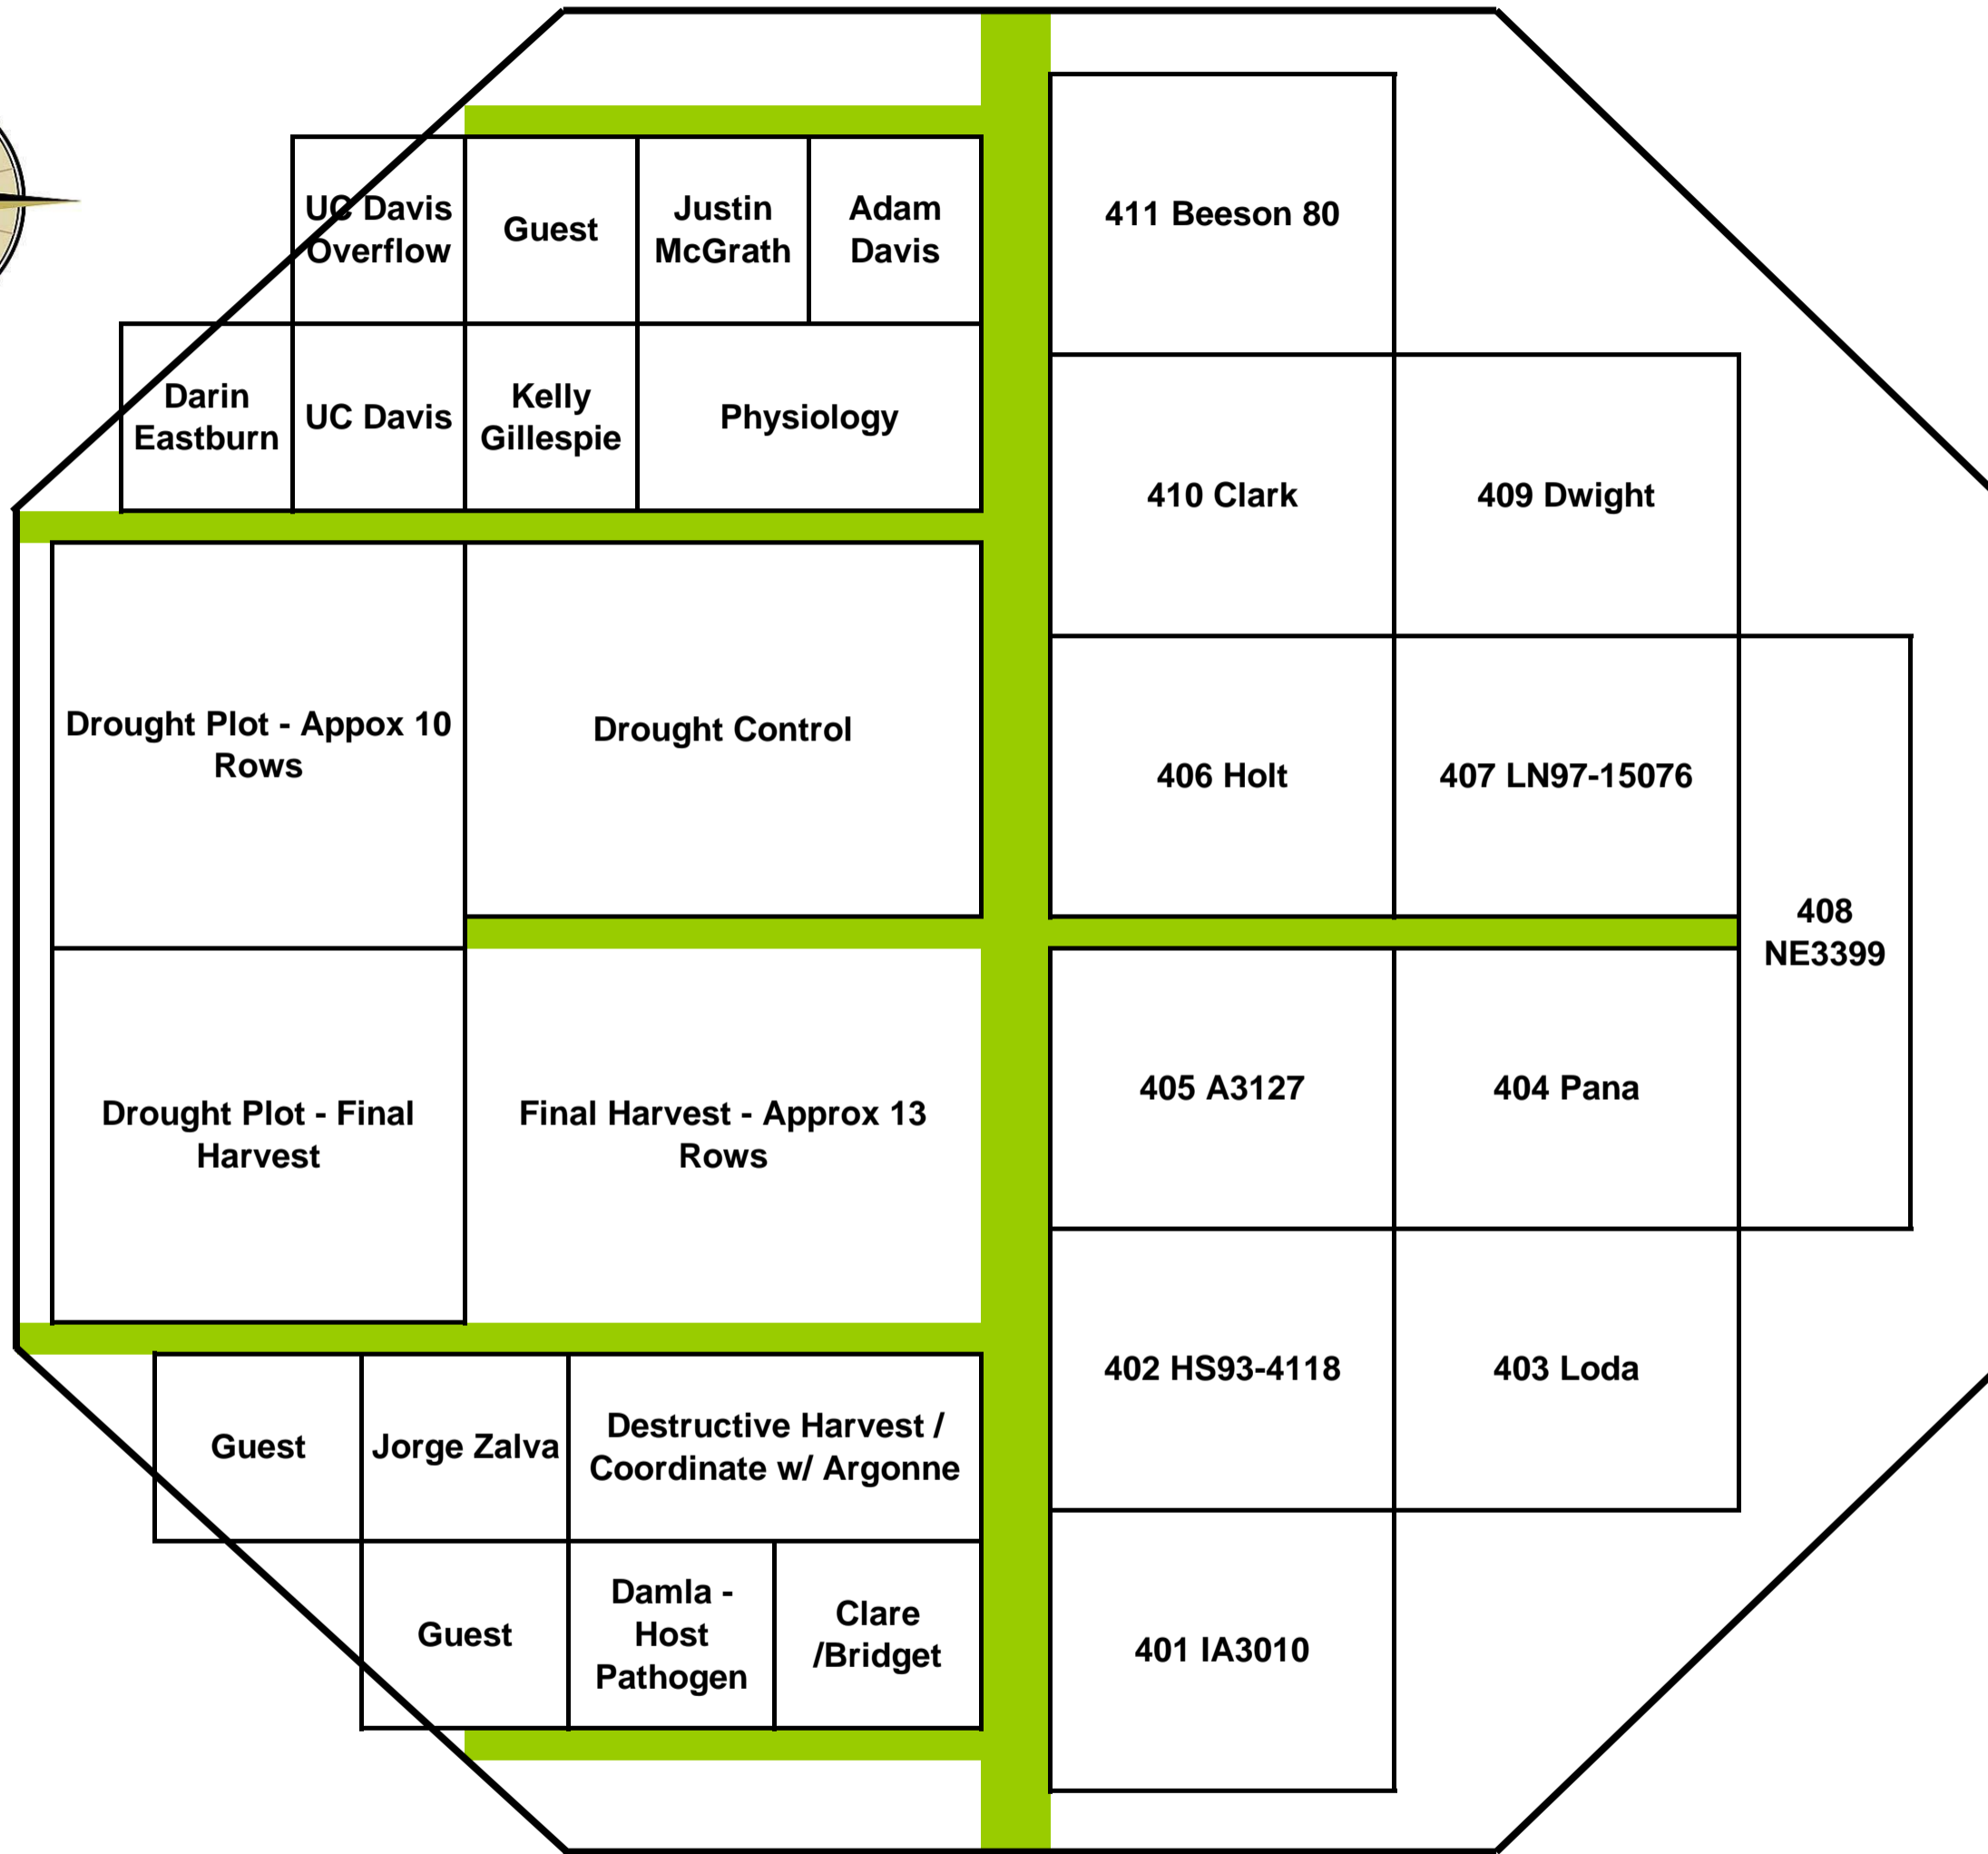 UC Davis
Overflow
Guest
Justin
McGrath
Adam
Davis
411 Beeson 80
Darin
Eastburn
UC Davis
Kelly
Gillespie
Physiology
410 Clark
409 Dwight
Drought Plot - Appox 10
Rows
Drought Control
406 Holt
407 LN97-15076
408
NE3399
Drought Plot - Final
Harvest
Final Harvest - Approx 13
Rows
405 A3127
404 Pana
402 HS93-4118
403 Loda
Guest
Jorge Zalva
Destructive Harvest /
Coordinate w/ Argonne
Guest
Damla -
Host
Pathogen
Clare
/Bridget
401 IA3010